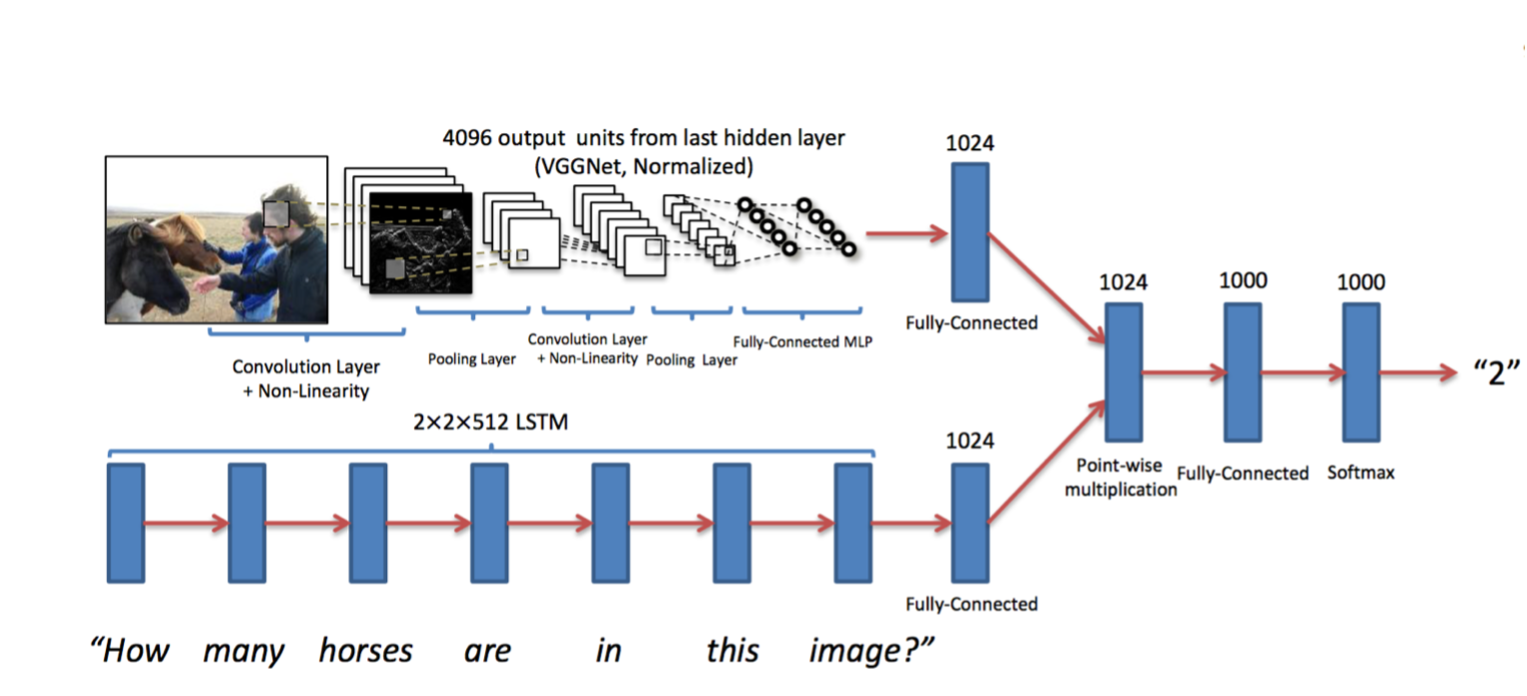 4096 output units from last hidden layer
(VGGNet, Normalized)
1024
Fully-Connected
Convolution Layer
+ Non-Linearity
Pooling Layer
Convolution Layer
+ Non-Linearity
Pooling Layer
Fully-Connected MLP
1024
1000
1000
"2"
Point-wise
multiplication
Fully-Connected
Softmax
2×2×512 LSTM
1024
Fully-Connected
"How many horses are in this image?"